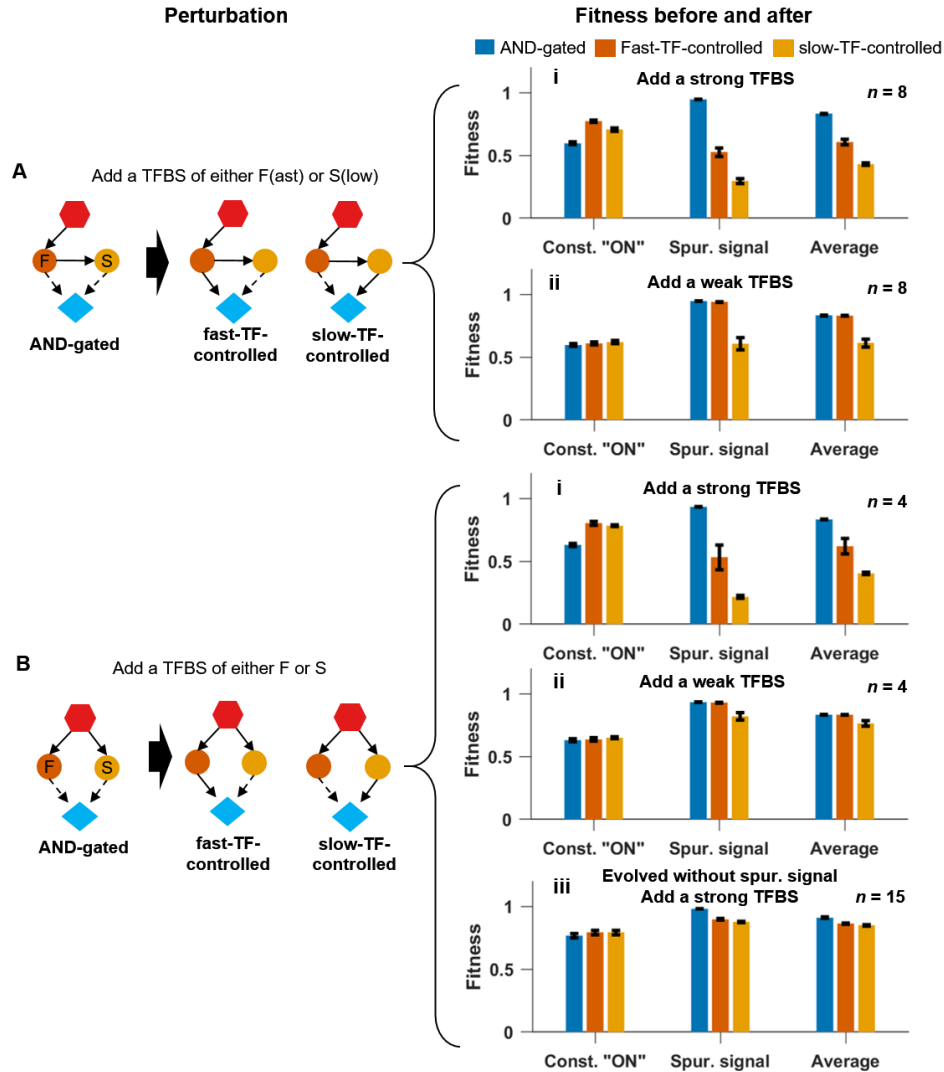 Perturbation
Fitness before and after
AND-gated Fast-TF-controlled slow-TF-controlled
A
Add a TFBS of either F(ast) or S(low)
F S
AND-gated
fast-TF-
controlled
slow-TF-
controlled
i
Add a strong TFBS
n = 8
Fitness
1
0.5
0
Const. "ON" Spur. signal Average
ii
Add a weak TFBS
n = 8
Fitness
1
0.5
0
Const. "ON" Spur. signal Average
B
Add a TFBS of either F or S
F S
AND-gated
fast-TF-
controlled
slow-TF-
controlled
i
Add a strong TFBS
n = 4
Fitness
1
0.5
0
Const. "ON" Spur. signal Average
ii
Add a weak TFBS
n = 4
Fitness
1
0.5
0
Const. "ON" Spur. signal Average
iii
Evolved without spur. signal
Add a strong TFBS
n = 15
Fitness
1
0.5
0
Const. "ON" Spur. signal Average